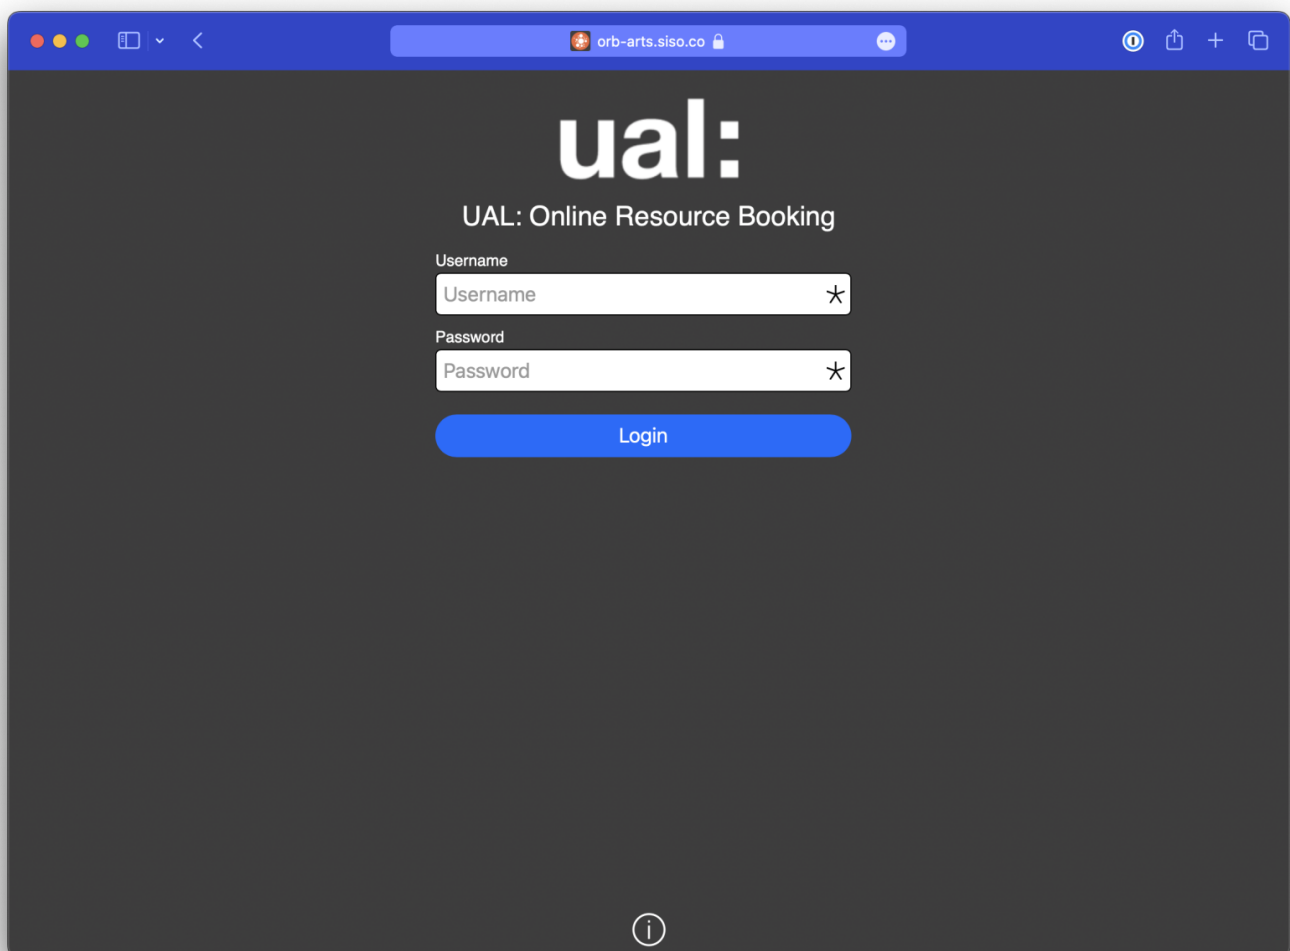 orb-arts.siso.co
ual:
UAL: Online Resource Booking
Username
Username
Password
Password
Login